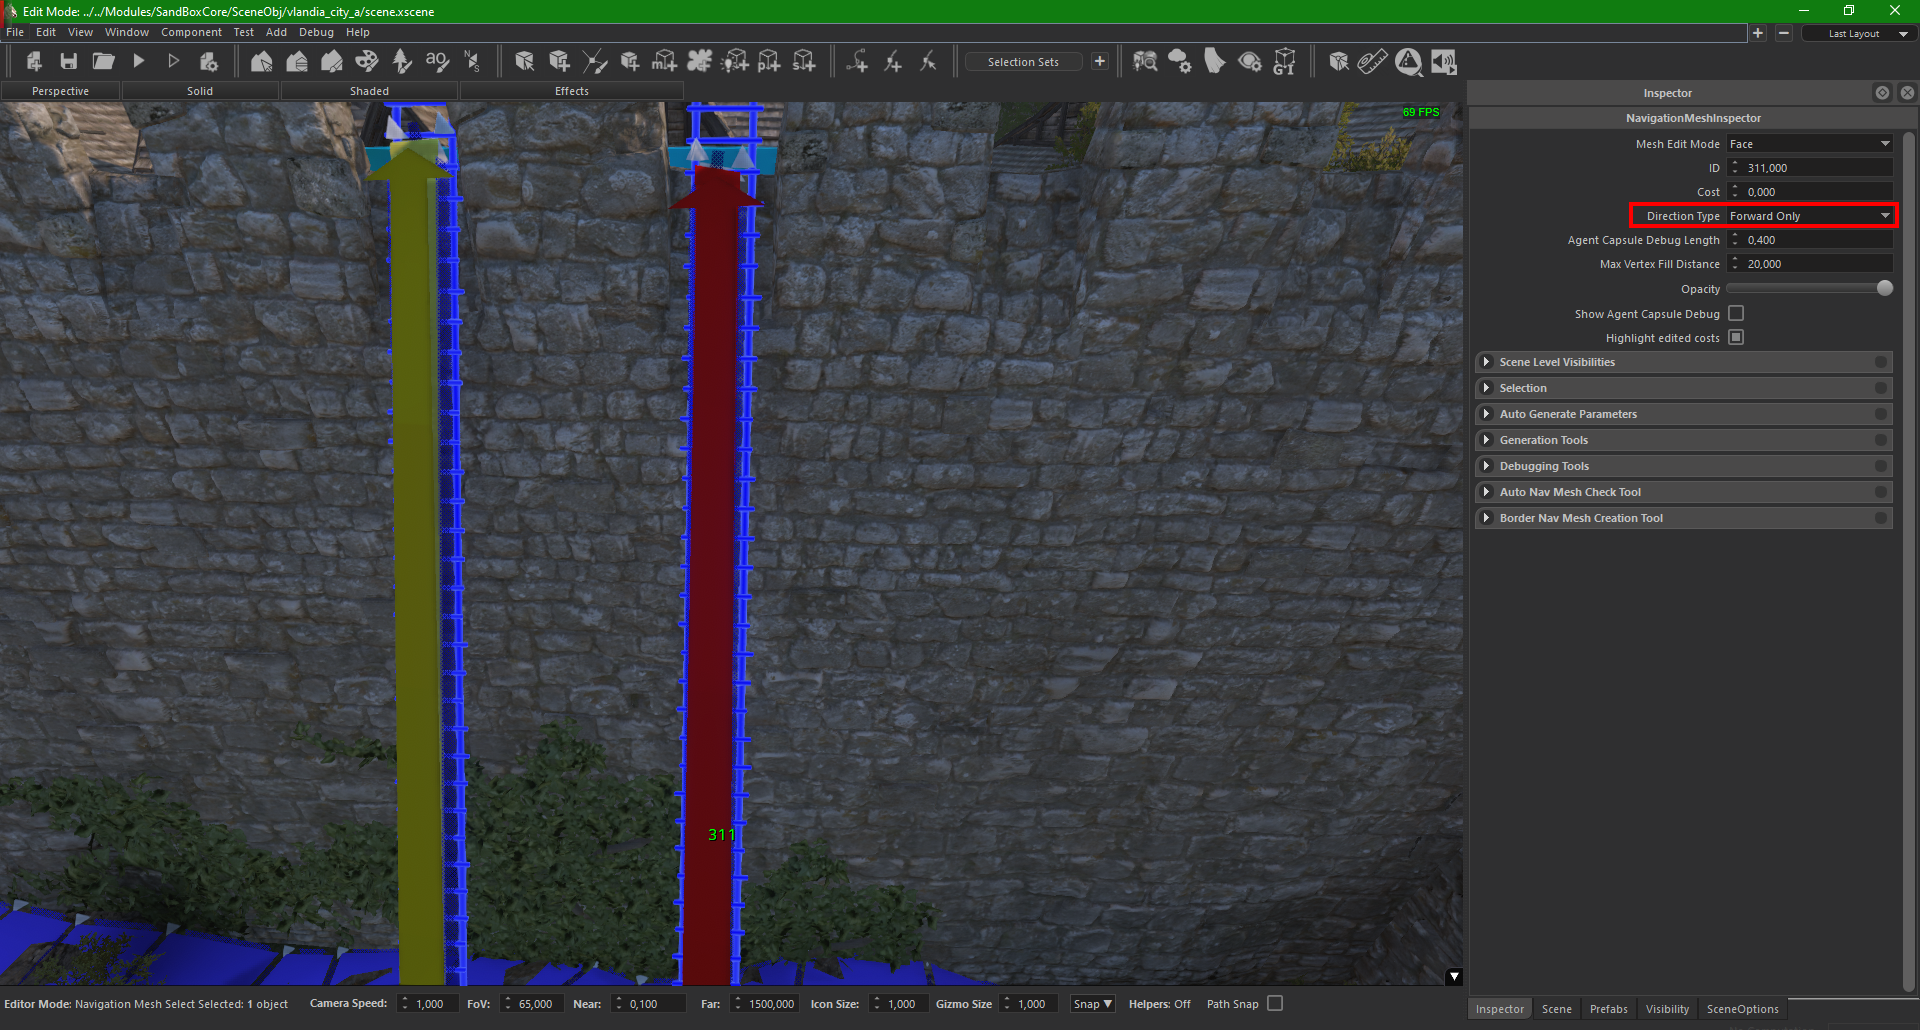 Edit Mode: ../../Modules/SandBoxCore/SceneObj/vlandia_city_a/scene.xscene
File Edit View Window Component Test Add Debug Help
Last Layout
Selection Sets
Perspective Solid Shaded Effects
69 FPS
Inspector
NavigationMeshInspector
Mesh Edit Mode Face
ID 311,000
Cost 0,000
Direction Type Forward Only
Agent Capsule Debug Length 0,400
Max Vertex Fill Distance 20,000
Opacity
Show Agent Capsule Debug
Highlight edited costs
Scene Level Visibilities
Selection
Auto Generate Parameters
Generation Tools
Debugging Tools
Auto Nav Mesh Check Tool
Border Nav Mesh Creation Tool
311
Editor Mode: Navigation Mesh Select Selected: 1 object Camera Speed: 1,000 FoV: 65,000 Near: 0,100 Far: 1500,000 Icon Size: 1,000 Gizmo Size 1,000 Snap Helpers: Off Path Snap
Inspector Scene Prefabs Visibility SceneOptions